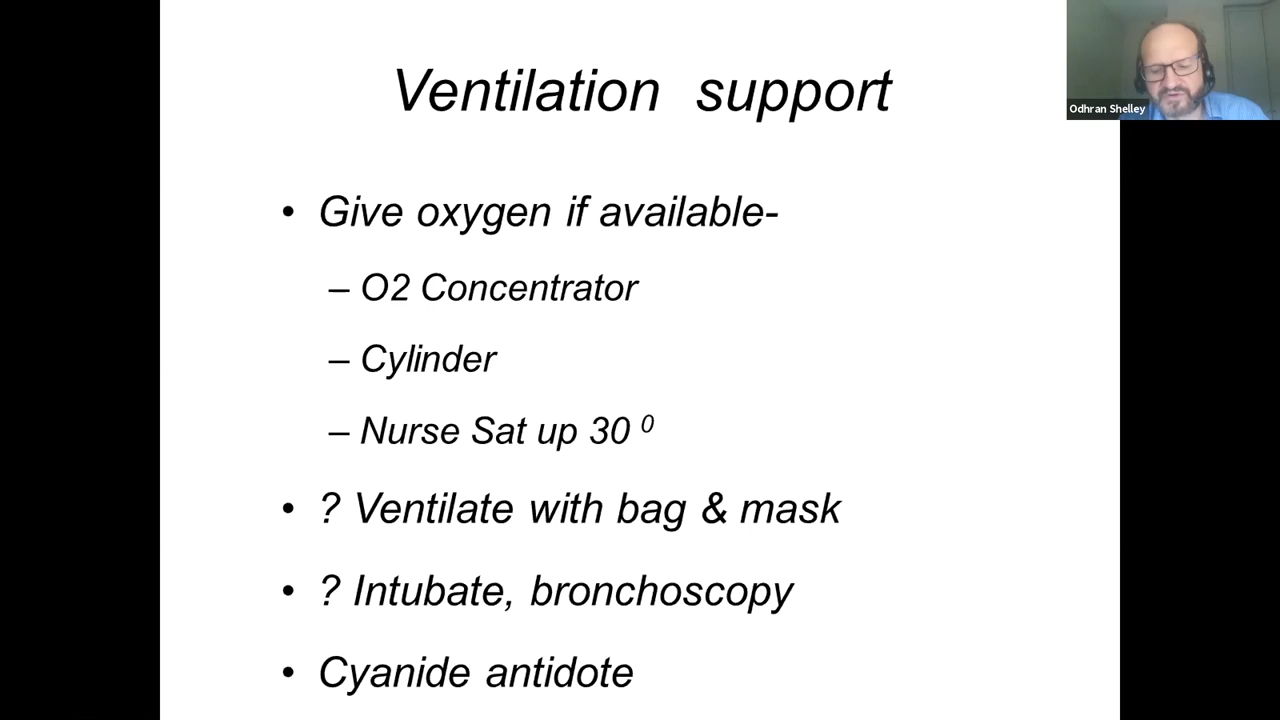 Ventilation support
Odhran Shelley
• Give oxygen if available-
– O2 Concentrator
– Cylinder
– Nurse Sat up 30 ⁰
• ? Ventilate with bag & mask
• ? Intubate, bronchoscopy
• Cyanide antidote